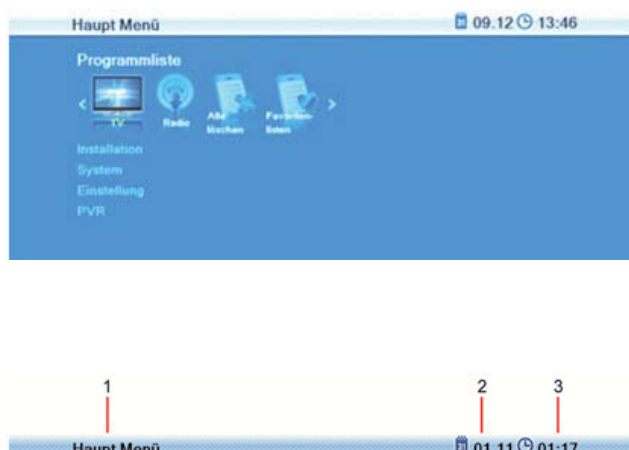 Haupt Menü 09.12 13:46
Programmliste
TV Radio Alle löschen Favoriten-listen
Installation
System
Einstellung
PVR
1 2 3
Haupt Menü 01.11 01:17